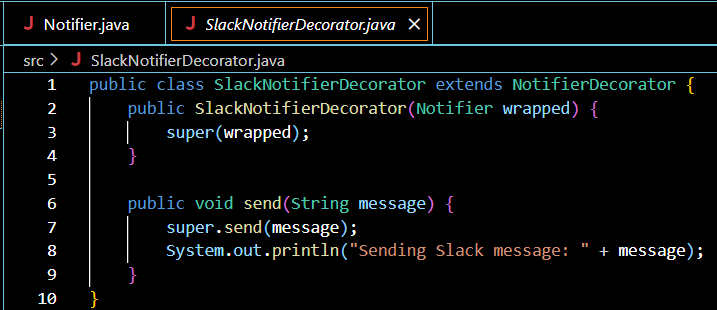 J Notifier.java J SlackNotifierDecorator.java ×
src > J SlackNotifierDecorator.java
1 public class SlackNotifierDecorator extends NotifierDecorator {
2     public SlackNotifierDecorator(Notifier wrapped) {
3         super(wrapped);
4     }
5
6     public void send(String message) {
7         super.send(message);
8         System.out.println("Sending Slack message: " + message);
9     }
10 }